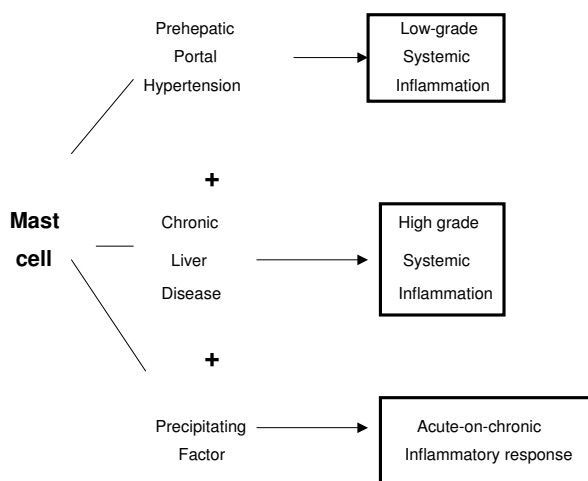 Prehepatic
Portal
Hypertension
Low-grade
Systemic
Inflammation
+
Mast
cell
Chronic
Liver
Disease
High grade
Systemic
Inflammation
+
Precipitating
Factor
Acute-on-chronic
Inflammatory response